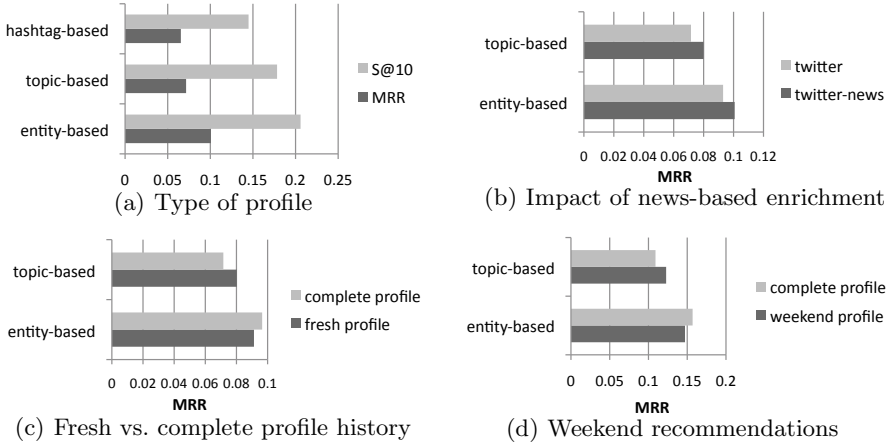 hashtag-based
topic-based
entity-based
S@10
MRR
0 0.05 0.1 0.15 0.2 0.25
(a) Type of profile
topic-based
entity-based
twitter
twitter-news
0 0.02 0.04 0.06 0.08 0.1 0.12
MRR
(b) Impact of news-based enrichment
topic-based
entity-based
complete profile
fresh profile
0 0.02 0.04 0.06 0.08 0.1
MRR
(c) Fresh vs. complete profile history
topic-based
entity-based
complete profile
weekend profile
0 0.05 0.1 0.15 0.2
MRR
(d) Weekend recommendations